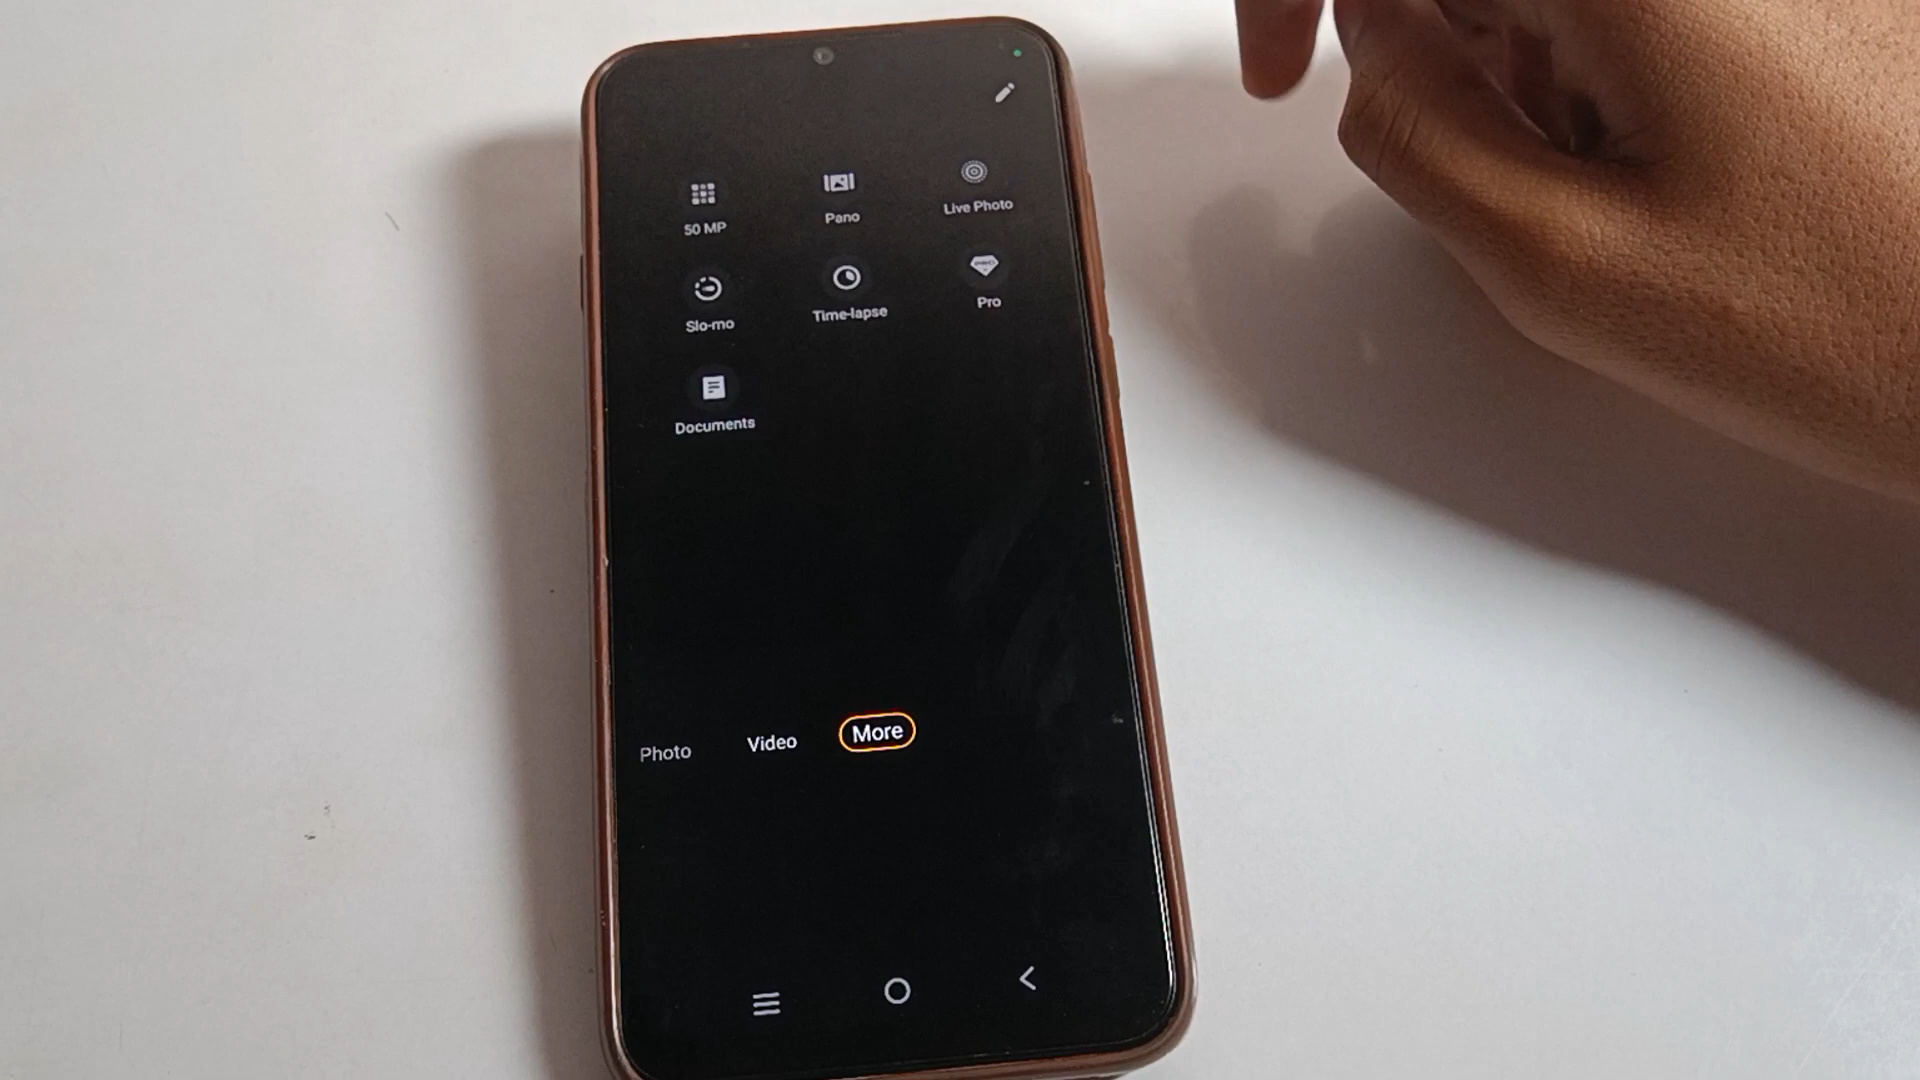 50 MP
Pano
Live Photo
Slo-mo
Time-lapse
Pro
Documents
Photo
Video
More